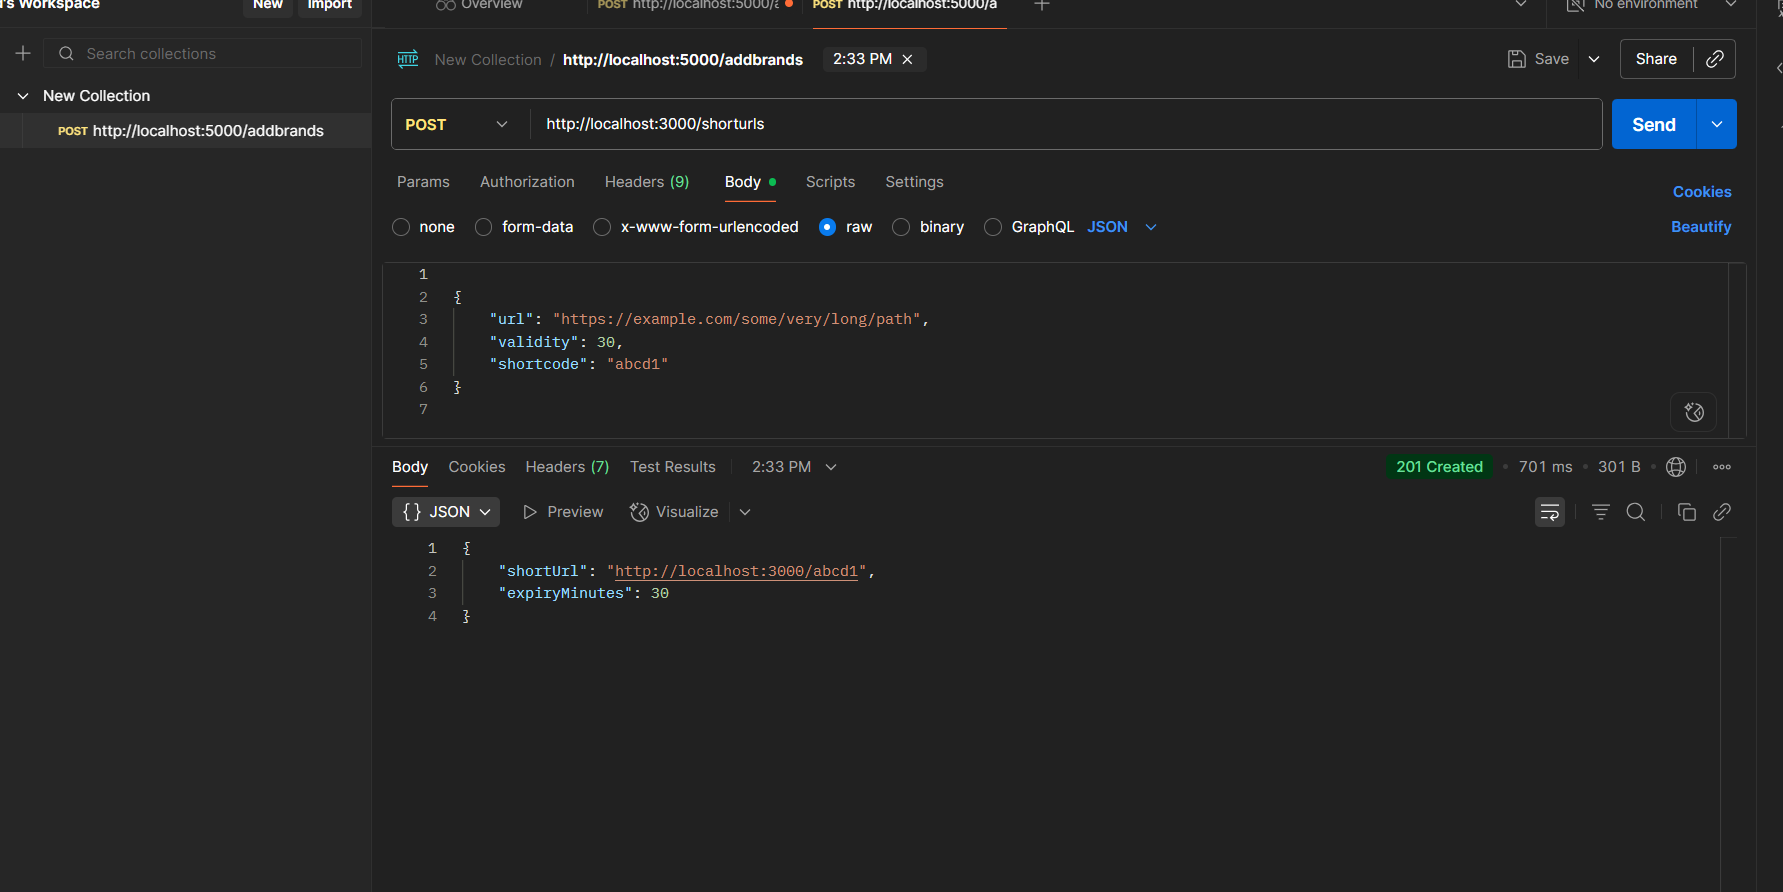 's Workspace
New
Import
Overview
POST http://localhost:5000/a
POST http://localhost:5000/a
No environment
Search collections
New Collection
POST http://localhost:5000/addbrands
HTTP New Collection / http://localhost:5000/addbrands
2:33 PM
Save
Share
POST
http://localhost:3000/shorturls
Send
Params
Authorization
Headers (9)
Body
Scripts
Settings
Cookies
none
form-data
x-www-form-urlencoded
raw
binary
GraphQL
JSON
Beautify
1
2 {
3 "url": "https://example.com/some/very/long/path",
4 "validity": 30,
5 "shortcode": "abcd1"
6 }
7
Body
Cookies
Headers (7)
Test Results
2:33 PM
201 Created
701 ms
301 B
{} JSON
Preview
Visualize
1 {
2 "shortUrl": "http://localhost:3000/abcd1",
3 "expiryMinutes": 30
4 }